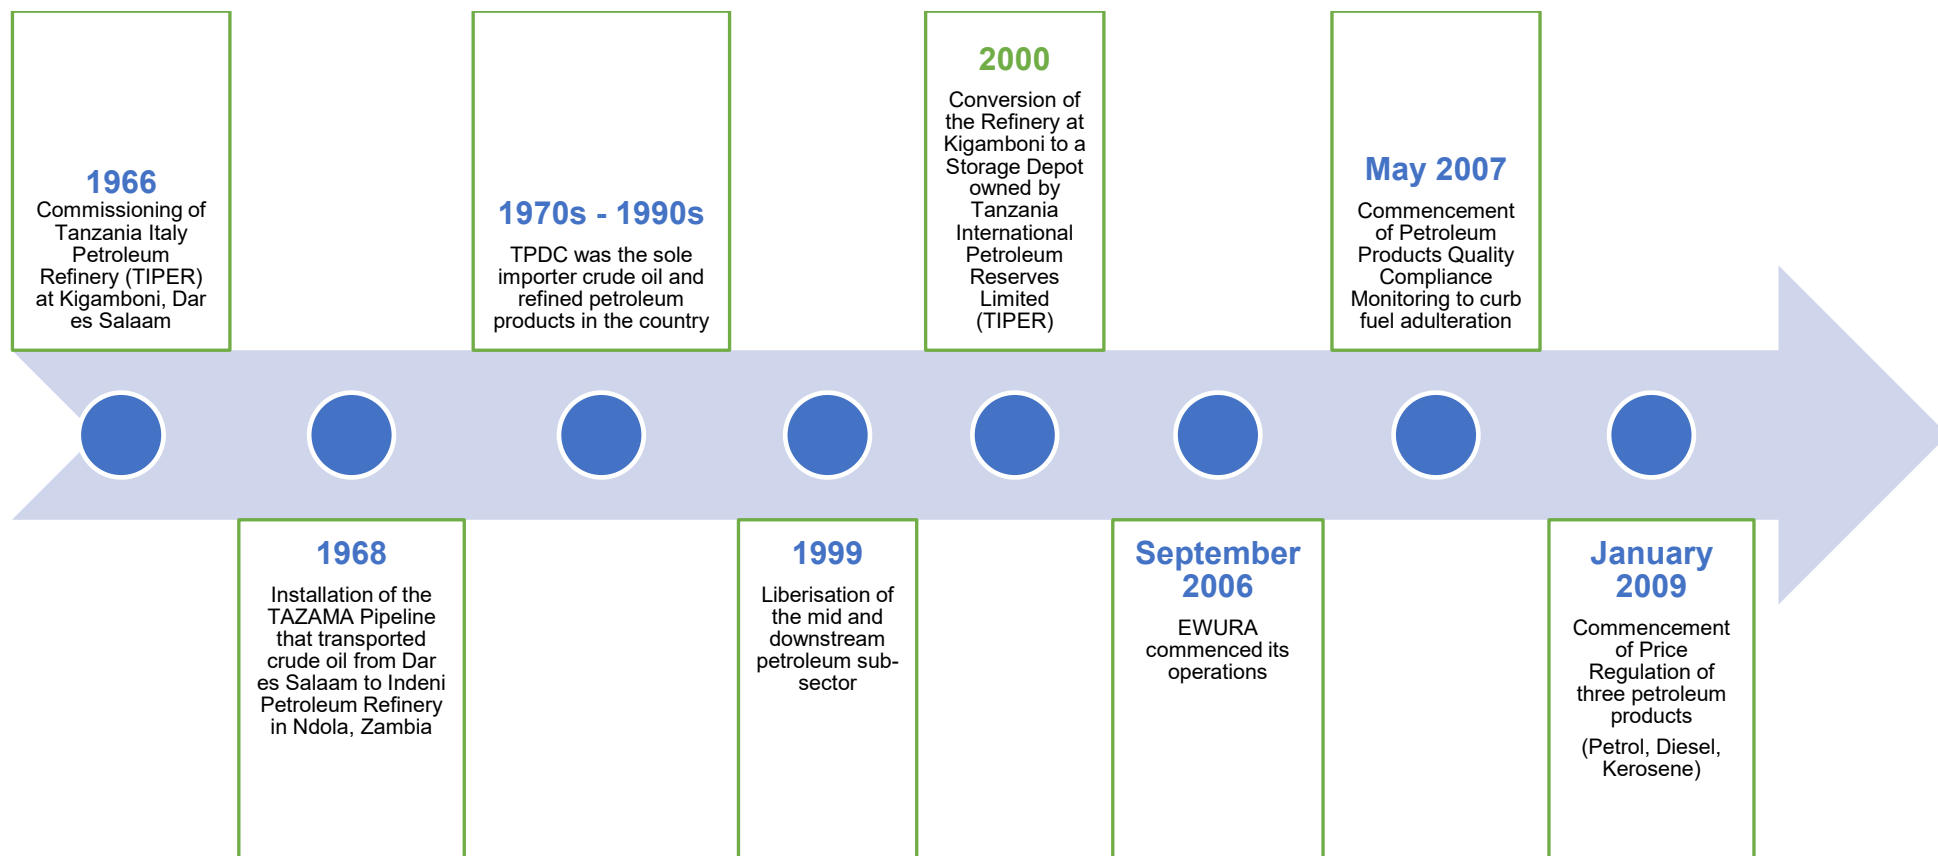 1966
Commissioning of
Tanzania Italy
Petroleum
Refinery (TIPER)
at Kigamboni, Dar
es Salaam
1968
Installation of the
TAZAMA Pipeline
that transported
crude oil from Dar
es Salaam to Indeni
Petroleum Refinery
in Ndola, Zambia
1970s - 1990s
TPDC was the sole
importer crude oil and
refined petroleum
products in the country
1999
Liberisation of
the mid and
downstream
petroleum sub-
sector
2000
Conversion of
the Refinery at
Kigamboni to a
Storage Depot
owned by
Tanzania
International
Petroleum
Reserves
Limited
(TIPER)
September
2006
EWURA
commenced its
operations
May 2007
Commencement
of Petroleum
Products Quality
Compliance
Monitoring to curb
fuel adulteration
January
2009
Commencement
of Price
Regulation of
three petroleum
products
(Petrol, Diesel,
Kerosene)